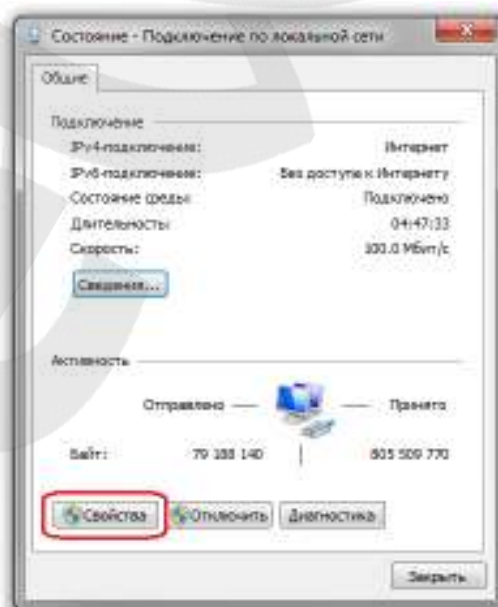 Состояние - Подключение по локальной сети
Общие
Подключение
IPv4-подключение: Интернет
IPv6-подключение: Без доступа к Интернету
Состояние среды: Подключено
Длительность: 04:47:33
Скорость: 100.0 Мбит/с
Сведения...
Активность
Отправлено — Принято
Байт: 79 188 140 | 805 509 770
Свойства Отключить Диагностика
Закрыть